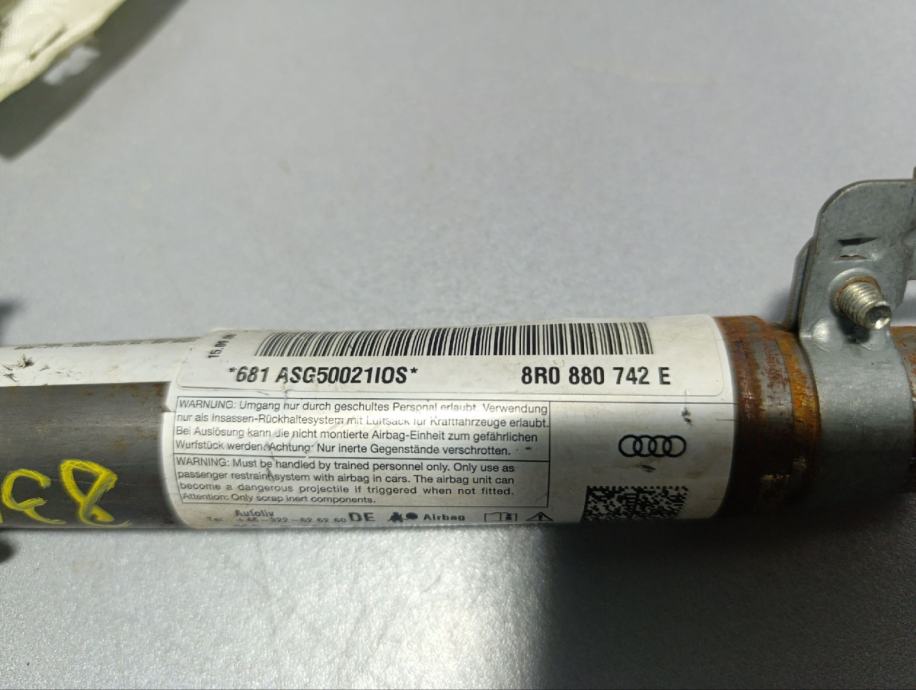 *681 ASG50021IOS* 8R0 880 742 E
WARNUNG: Umgang nur durch geschultes Personal erlaubt. Verwendung
nur als Insassen-Rückhaltesystem mit Luftsack für Kraftfahrzeuge erlaubt.
Bei Auslösung kann die nicht montierte Airbag-Einheit zum gefährlichen
Wurfstück werden. Achtung: Nur inerte Gegenstände verschrotten.
WARNING: Must be handled by trained personnel only. Only use as
passenger restraint system with airbag in cars. The airbag unit can
become a dangerous projectile if triggered when not fitted.
Attention: Only scrap inert components.
Autoliv
DE Airbag